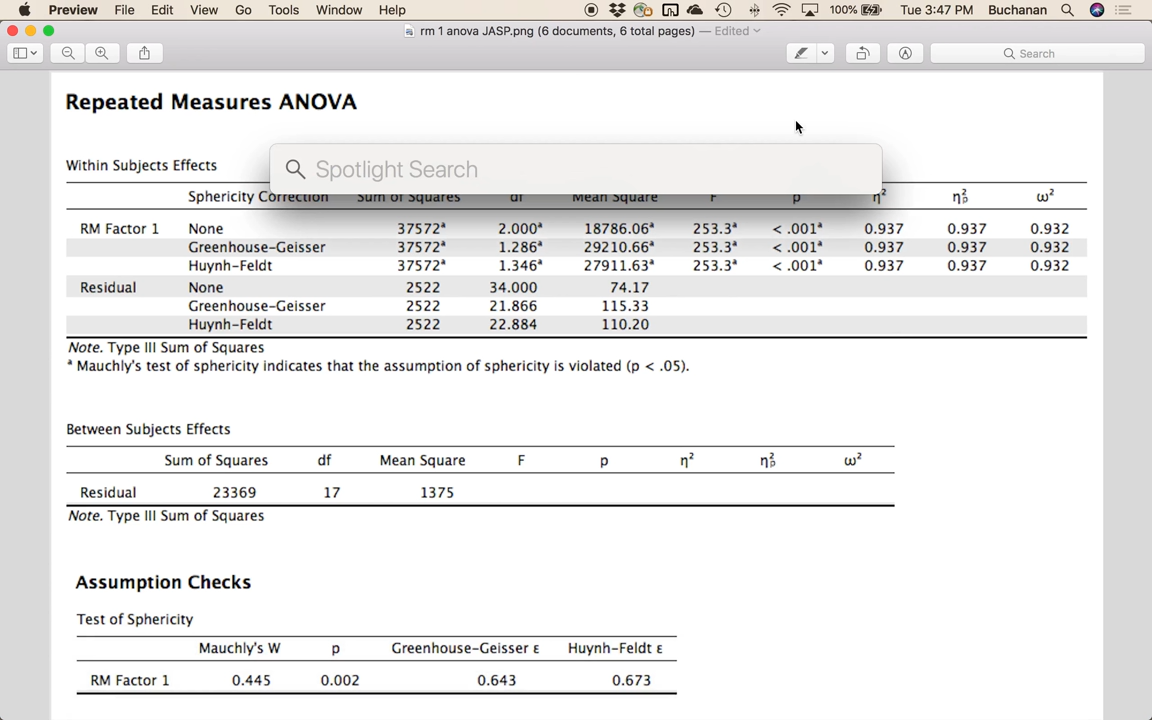 Preview File Edit View Go Tools Window Help 100% Tue 3:47 PM Buchanan
rm 1 anova JASP.png (6 documents, 6 total pages) — Edited
Search
Repeated Measures ANOVA
Spotlight Search
Within Subjects Effects
Sphericity Correction Sum of Squares df Mean Square F p η² η²p ω²
RM Factor 1 None 37572ᵃ 2.000ᵃ 18786.06ᵃ 253.3ᵃ < .001ᵃ 0.937 0.937 0.932
Greenhouse-Geisser 37572ᵃ 1.286ᵃ 29210.66ᵃ 253.3ᵃ < .001ᵃ 0.937 0.937 0.932
Huynh-Feldt 37572ᵃ 1.346ᵃ 27911.63ᵃ 253.3ᵃ < .001ᵃ 0.937 0.937 0.932
Residual None 2522 34.000 74.17
Greenhouse-Geisser 2522 21.866 115.33
Huynh-Feldt 2522 22.884 110.20
Note. Type III Sum of Squares
ᵃ Mauchly's test of sphericity indicates that the assumption of sphericity is violated (p < .05).
Between Subjects Effects
Sum of Squares df Mean Square F p η² η²p ω²
Residual 23369 17 1375
Note. Type III Sum of Squares
Assumption Checks
Test of Sphericity
Mauchly's W p Greenhouse-Geisser ε Huynh-Feldt ε
RM Factor 1 0.445 0.002 0.643 0.673